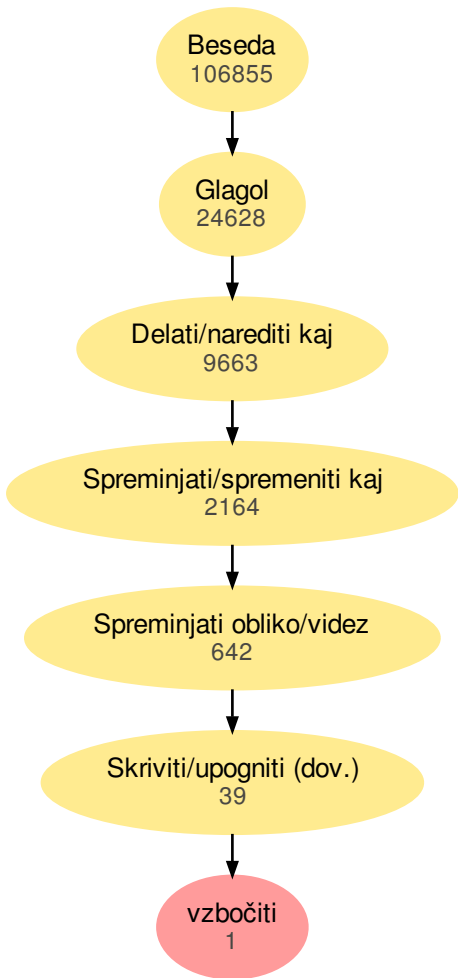 Beseda
106855
Glagol
24628
Delati/narediti kaj
9663
Spreminjati/spremeniti kaj
2164
Spreminjati obliko/videz
642
Skriviti/upogniti (dov.)
39
vzbočiti
1